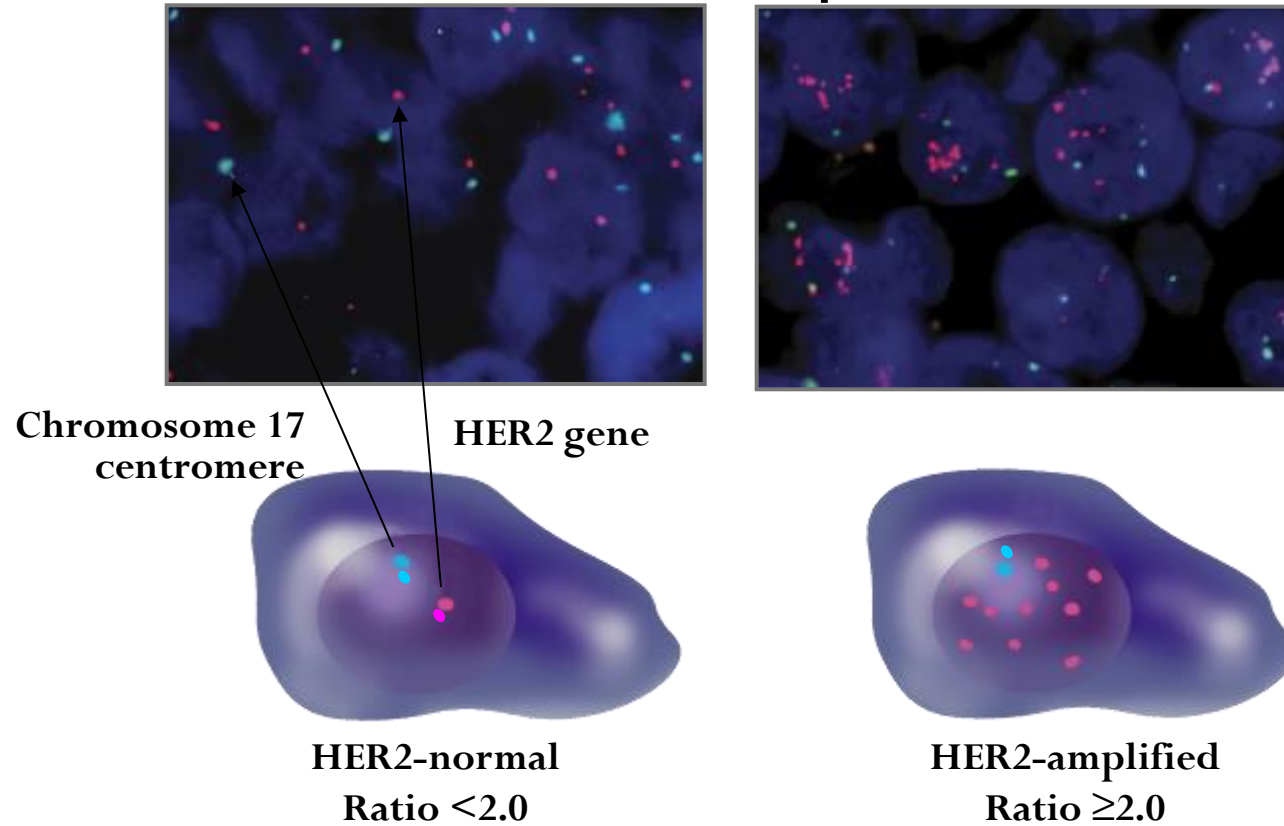 Chromosome 17
centromere
HER2 gene
HER2-normal
Ratio <2.0
HER2-amplified
Ratio ≥2.0